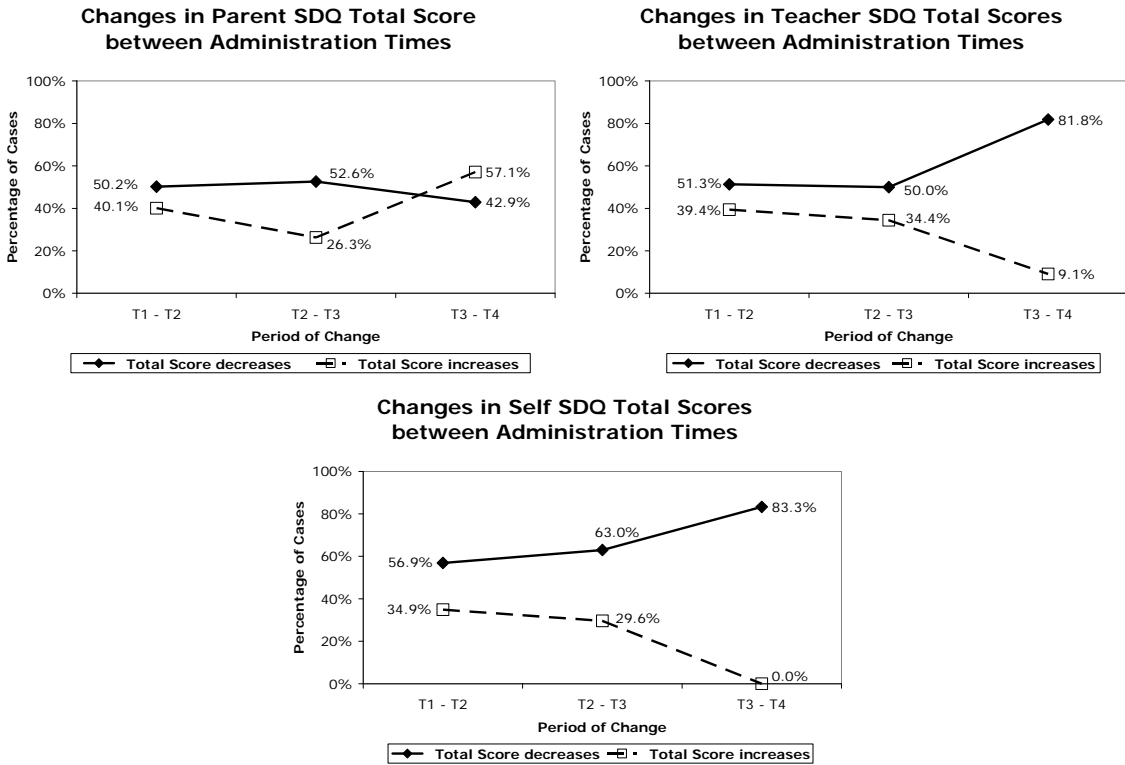 Changes in Parent SDQ Total Score
between Administration Times
100%
80%
60%
40%
20%
0%
Percentage of Cases
50.2%
40.1%
52.6%
26.3%
57.1%
42.9%
T1 - T2
T2 - T3
T3 - T4
Period of Change
Total Score decreases
Total Score increases
Changes in Teacher SDQ Total Scores
between Administration Times
100%
80%
60%
40%
20%
0%
Percentage of Cases
51.3%
39.4%
50.0%
34.4%
81.8%
9.1%
T1 - T2
T2 - T3
T3 - T4
Period of Change
Total Score decreases
Total Score increases
Changes in Self SDQ Total Scores
between Administration Times
100%
80%
60%
40%
20%
0%
Percentage of Cases
56.9%
34.9%
63.0%
29.6%
83.3%
0.0%
T1 - T2
T2 - T3
T3 - T4
Period of Change
Total Score decreases
Total Score increases